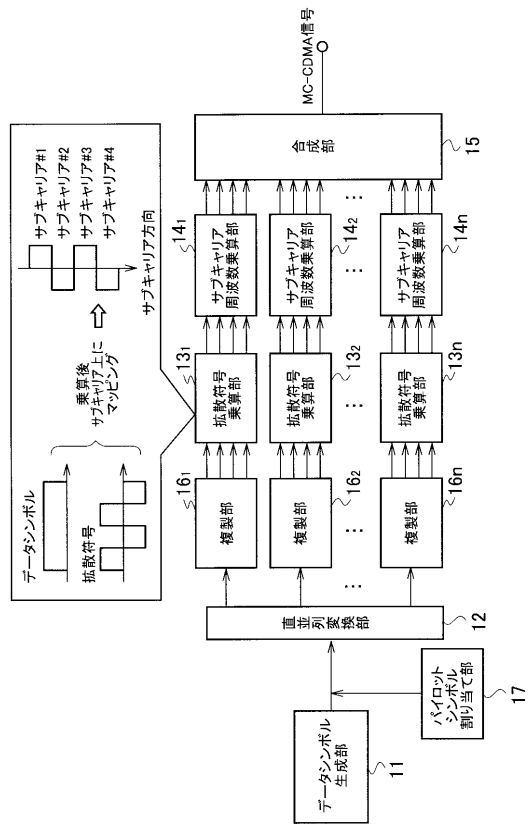 データシンボル
拡散符号
乗算後
サブキャリア上に
マッピング
サブキャリア#1
サブキャリア#2
サブキャリア#3
サブキャリア#4
サブキャリア方向
データシンボル
生成部
11
パイロット
シンボル
割り当て部
17
直並列変換部
12
複製部
16₁
複製部
16₂
⋯
複製部
16n
拡散符号
乗算部
13₁
拡散符号
乗算部
13₂
⋯
拡散符号
乗算部
13n
サブキャリア
周波数乗算部
14₁
サブキャリア
周波数乗算部
14₂
⋯
サブキャリア
周波数乗算部
14n
⋯
合成部
15
MC-CDMA信号